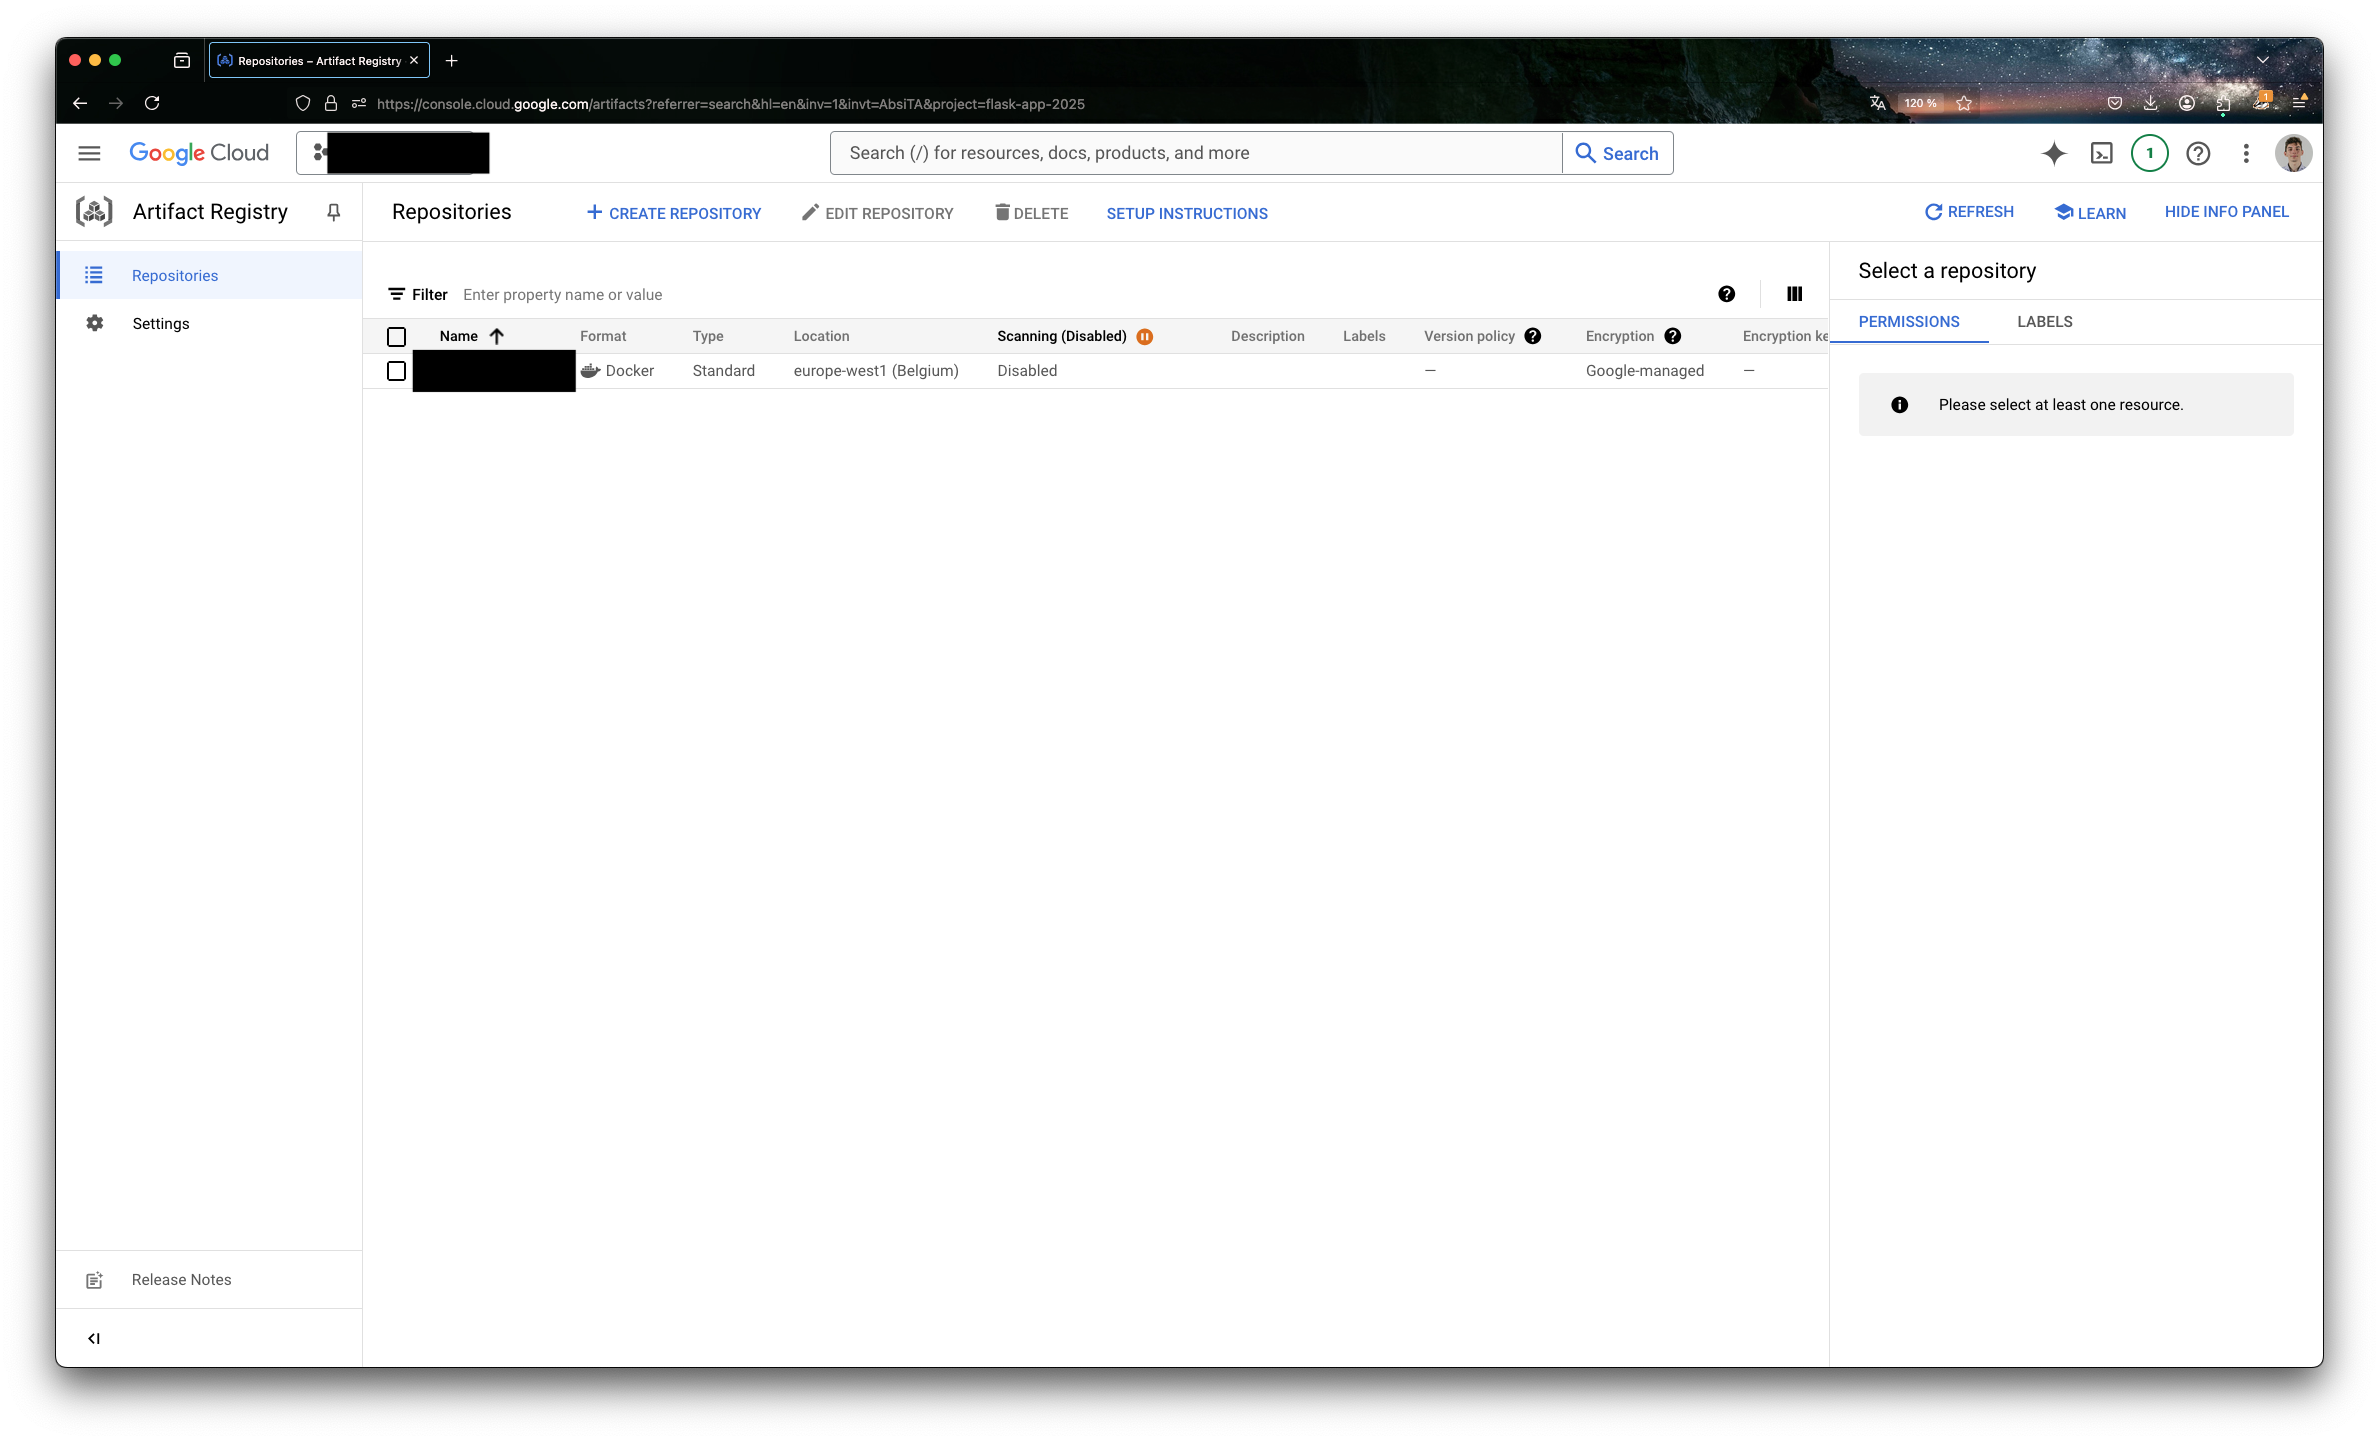 Repositories – Artifact Registry
https://console.cloud.google.com/artifacts?referrer=search&hl=en&inv=1&invt=AbsiTA&project=flask-app-2025
120 %
1
Google Cloud
Search (/) for resources, docs, products, and more
Search
1
Artifact Registry
Repositories
CREATE REPOSITORY
EDIT REPOSITORY
DELETE
SETUP INSTRUCTIONS
REFRESH
LEARN
HIDE INFO PANEL
Repositories
Settings
Filter Enter property name or value
Name Format Type Location Scanning (Disabled) Description Labels Version policy Encryption Encryption ke
Docker Standard europe-west1 (Belgium) Disabled — Google-managed —
Select a repository
PERMISSIONS LABELS
Please select at least one resource.
Release Notes